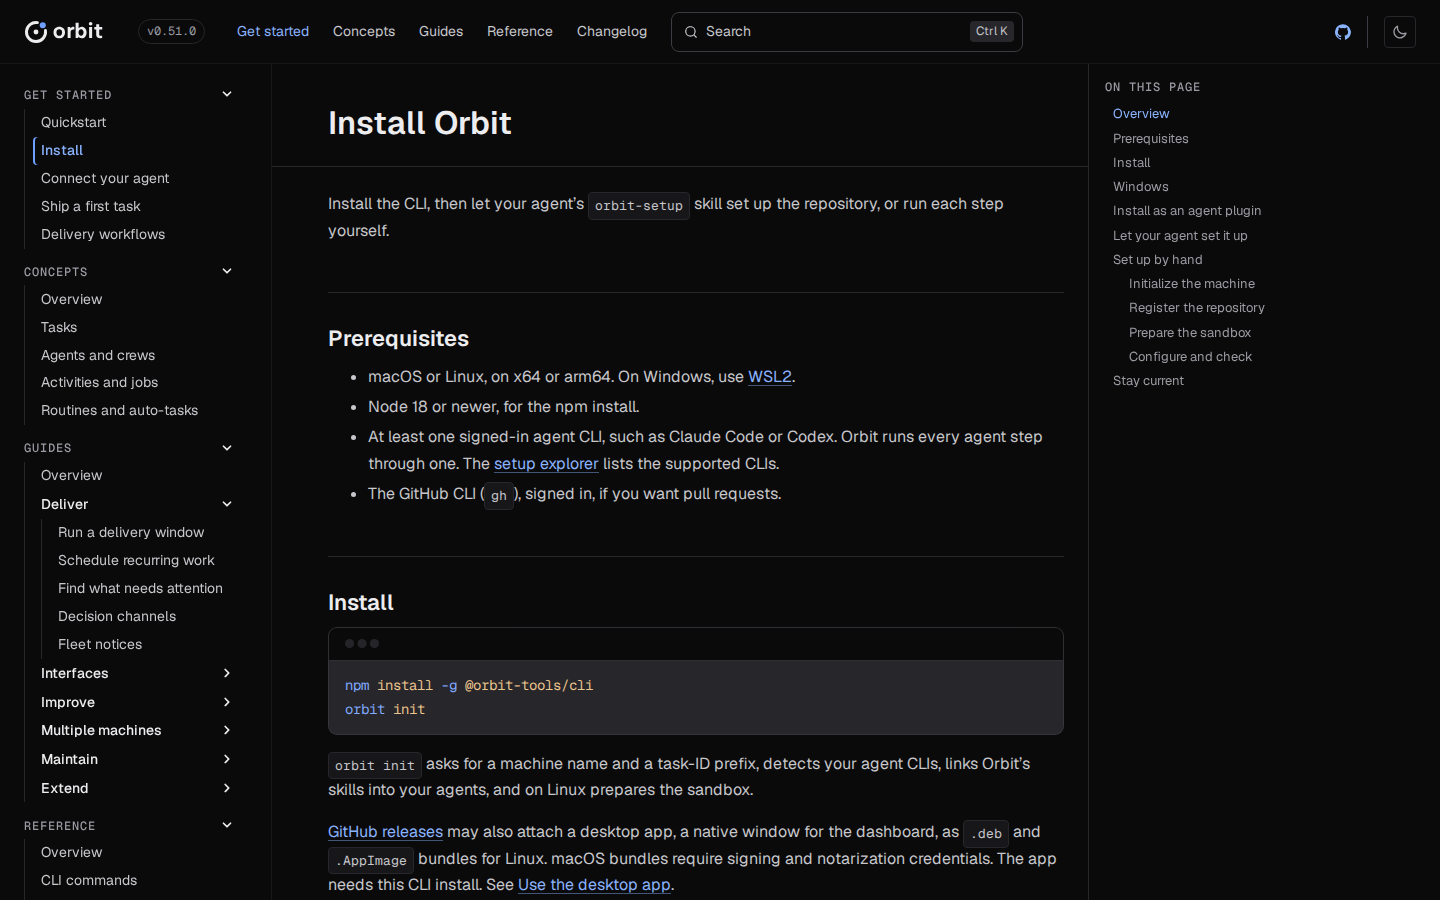 orbit
v0.51.0
Get started
Concepts
Guides
Reference
Changelog
Search
Ctrl K
GET STARTED
Quickstart
Install
Connect your agent
Ship a first task
Delivery workflows
CONCEPTS
Overview
Tasks
Agents and crews
Activities and jobs
Routines and auto-tasks
GUIDES
Overview
Deliver
Run a delivery window
Schedule recurring work
Find what needs attention
Decision channels
Fleet notices
Interfaces
Improve
Multiple machines
Maintain
Extend
REFERENCE
Overview
CLI commands
Install Orbit
Install the CLI, then let your agent’s orbit-setup skill set up the repository, or run each step
yourself.
Prerequisites
macOS or Linux, on x64 or arm64. On Windows, use WSL2.
Node 18 or newer, for the npm install.
At least one signed-in agent CLI, such as Claude Code or Codex. Orbit runs every agent step
through one. The setup explorer lists the supported CLIs.
The GitHub CLI (gh), signed in, if you want pull requests.
Install
npm install -g @orbit-tools/cli
orbit init
orbit init asks for a machine name and a task-ID prefix, detects your agent CLIs, links Orbit’s
skills into your agents, and on Linux prepares the sandbox.
GitHub releases may also attach a desktop app, a native window for the dashboard, as .deb and
.AppImage bundles for Linux. macOS bundles require signing and notarization credentials. The app
needs this CLI install. See Use the desktop app.
ON THIS PAGE
Overview
Prerequisites
Install
Windows
Install as an agent plugin
Let your agent set it up
Set up by hand
Initialize the machine
Register the repository
Prepare the sandbox
Configure and check
Stay current